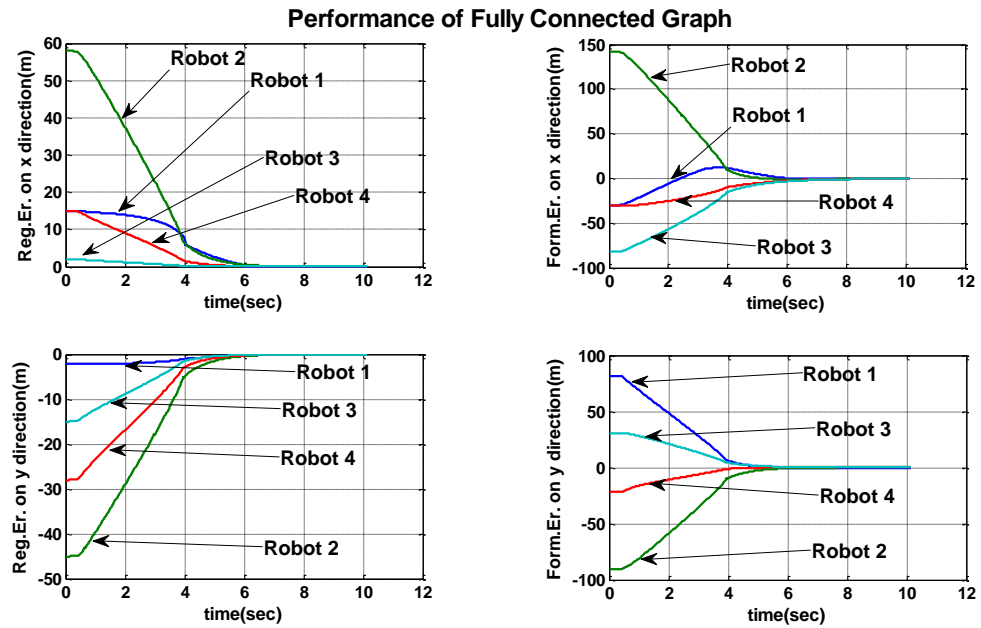 Performance of Fully Connected Graph
Reg.Er. on x direction(m)
60
50
40
30
20
10
0
0 2 4 6 8 10 12
time(sec)
Robot 2
Robot 1
Robot 3
Robot 4
Form.Er. on x direction(m)
150
100
50
0
-50
-100
0 2 4 6 8 10 12
time(sec)
Robot 2
Robot 1
Robot 4
Robot 3
Reg.Er. on y direction(m)
0
-10
-20
-30
-40
-50
0 2 4 6 8 10 12
time(sec)
Robot 1
Robot 3
Robot 4
Robot 2
Form.Er. on y direction(m)
100
50
0
-50
-100
0 2 4 6 8 10 12
time(sec)
Robot 1
Robot 3
Robot 4
Robot 2